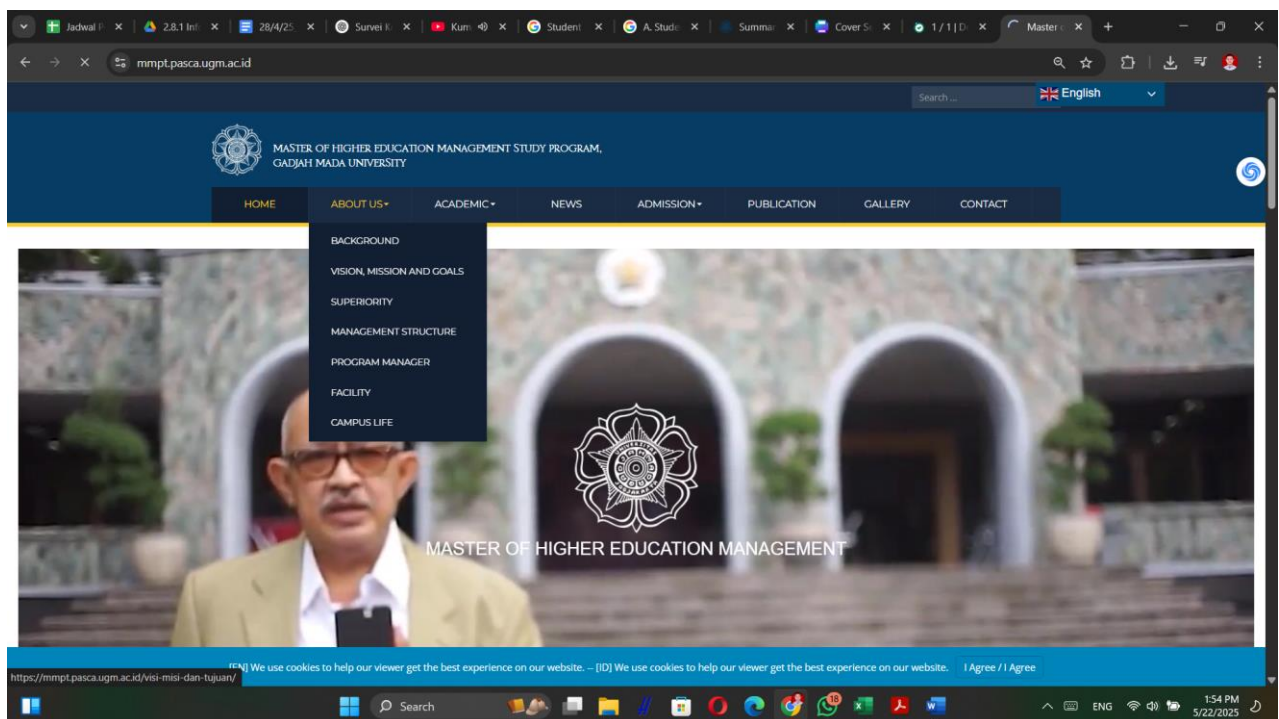 Jadwal P
2.8.1 Inf
28/4/25
Survei K
Kum
Student
A. Stude
Summar
Cover Se
1 / 1 | D
Master o
mmpt.pasca.ugm.ac.id
Search ...
English
MASTER OF HIGHER EDUCATION MANAGEMENT STUDY PROGRAM,
GADJAH MADA UNIVERSITY
HOME ABOUT US ACADEMIC NEWS ADMISSION PUBLICATION GALLERY CONTACT
BACKGROUND
VISION, MISSION AND GOALS
SUPERIORITY
MANAGEMENT STRUCTURE
PROGRAM MANAGER
FACILITY
CAMPUS LIFE
MASTER OF HIGHER EDUCATION MANAGEMENT
[EN] We use cookies to help our viewer get the best experience on our website. -- [ID] We use cookies to help our viewer get the best experience on our website. I Agree / I Agree
https://mmpt.pasca.ugm.ac.id/visi-misi-dan-tujuan/
Search
18
ENG
1:54 PM
5/22/2025